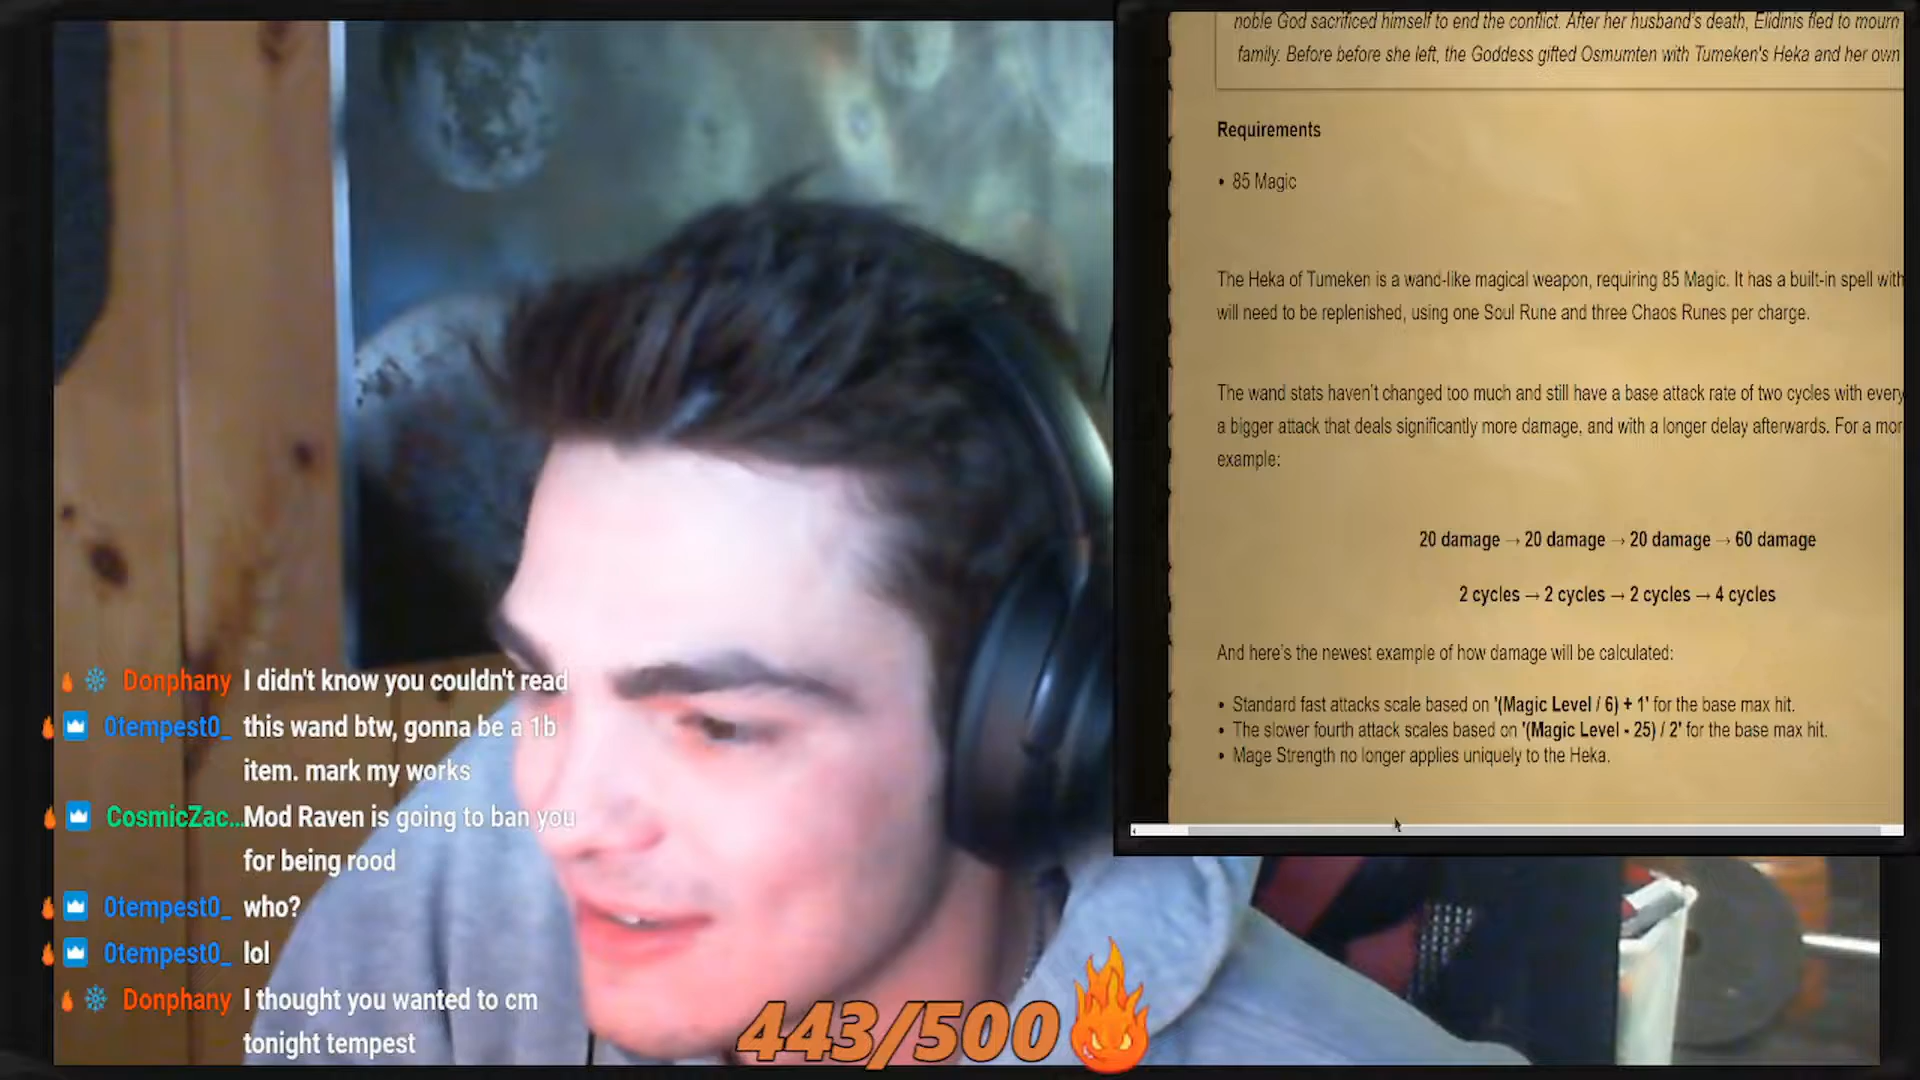 noble God sacrificed himself to end the conflict. After her husband's death, Elidinis fled to mourn
family. Before before she left, the Goddess gifted Osmumten with Tumeken's Heka and her own
Requirements
• 85 Magic
The Heka of Tumeken is a wand-like magical weapon, requiring 85 Magic. It has a built-in spell with
will need to be replenished, using one Soul Rune and three Chaos Runes per charge.
The wand stats haven't changed too much and still have a base attack rate of two cycles with every
a bigger attack that deals significantly more damage, and with a longer delay afterwards. For a mor
example:
20 damage → 20 damage → 20 damage → 60 damage
2 cycles → 2 cycles → 2 cycles → 4 cycles
And here's the newest example of how damage will be calculated:
• Standard fast attacks scale based on '(Magic Level / 6) + 1' for the base max hit.
• The slower fourth attack scales based on '(Magic Level - 25) / 2' for the base max hit.
• Mage Strength no longer applies uniquely to the Heka.
Donphany I didn't know you couldn't read
0tempest0_ this wand btw, gonna be a 1b
item. mark my works
CosmicZac... Mod Raven is going to ban you
for being rood
0tempest0_ who?
0tempest0_ lol
Donphany I thought you wanted to cm
tonight tempest
443/500